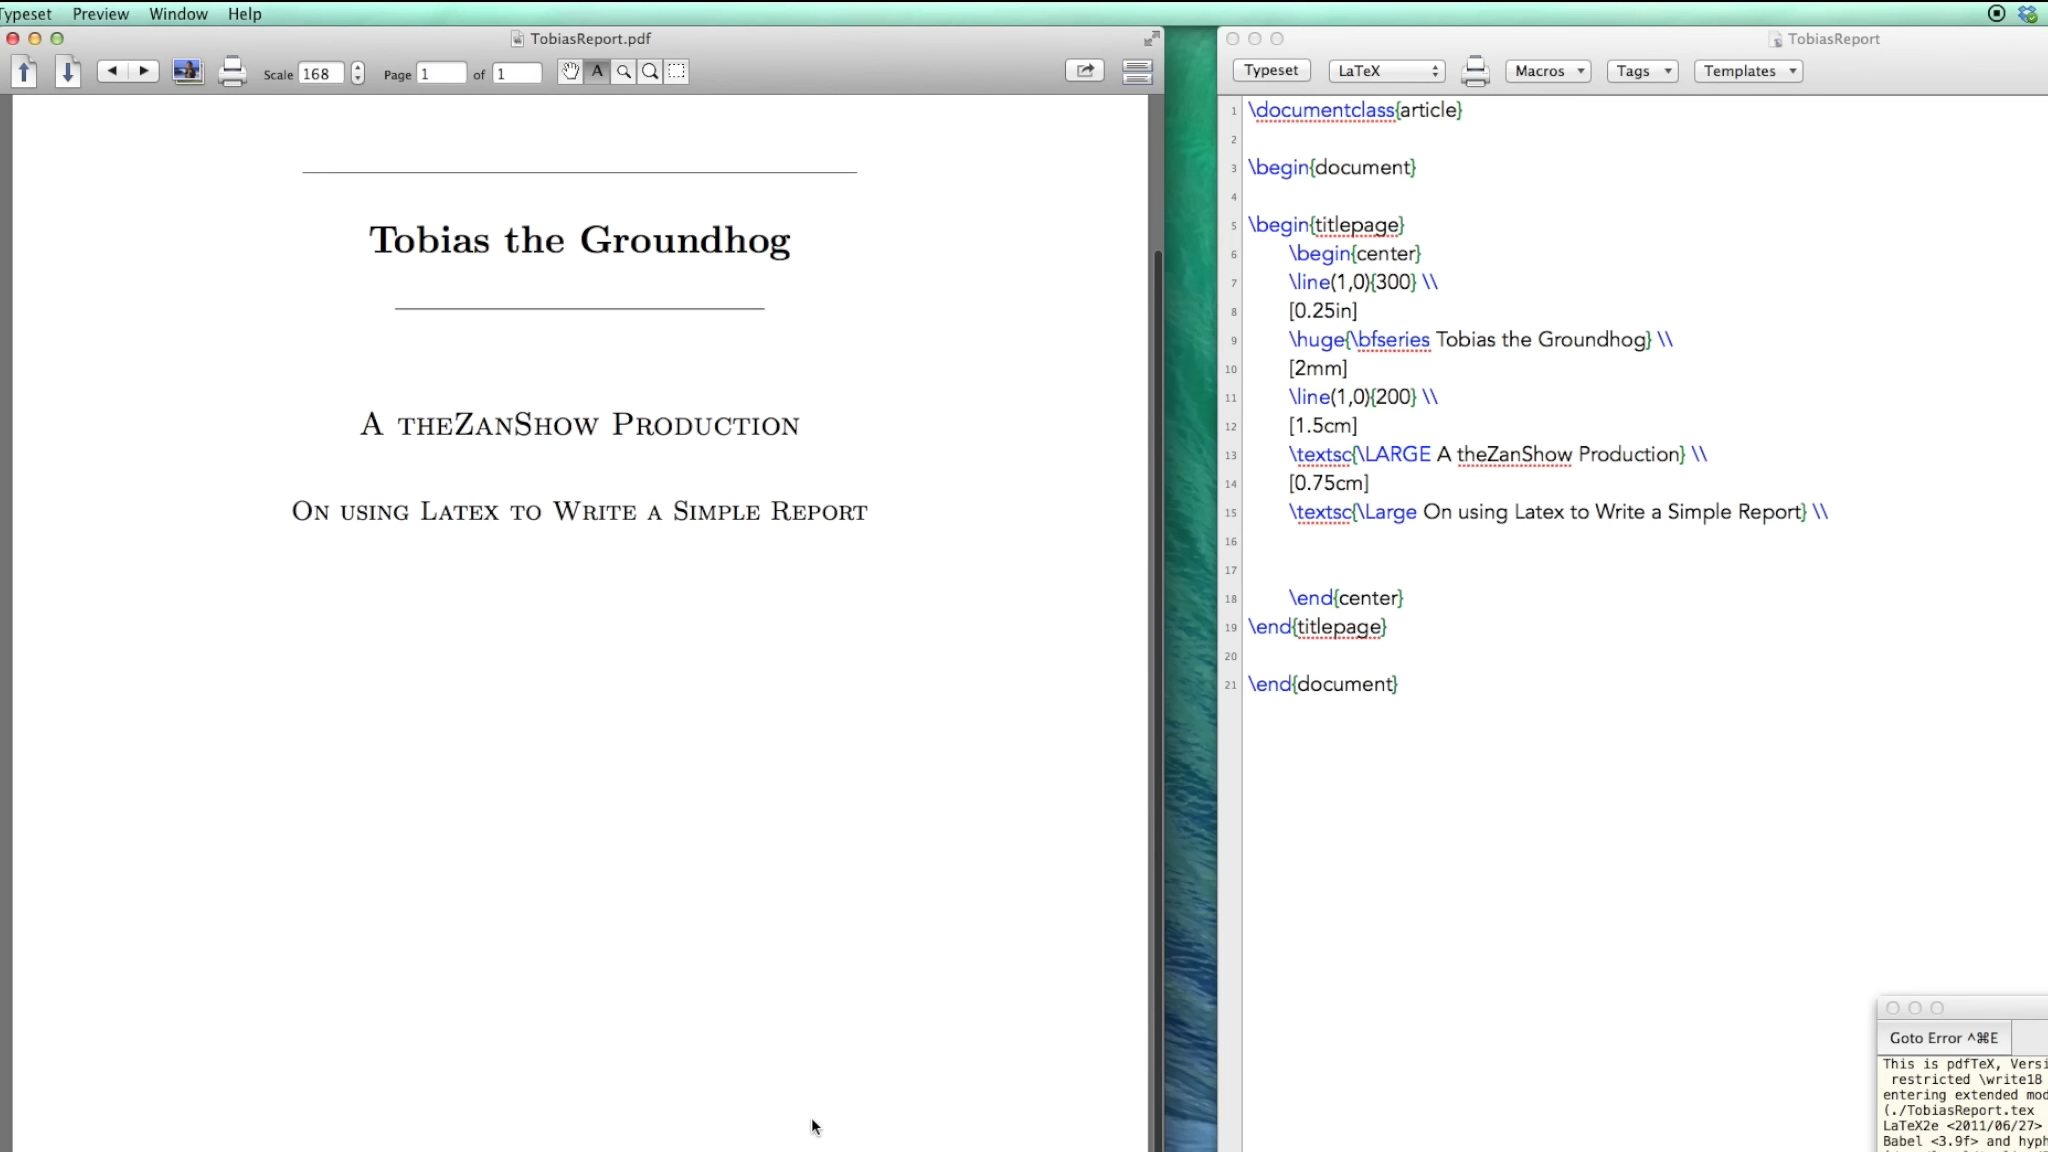 Typeset Preview Window Help
TobiasReport.pdf
Scale 168 Page 1 of 1
A
Tobias the Groundhog
A theZanShow Production
On using Latex to Write a Simple Report
TobiasReport
Typeset LaTeX Macros Tags Templates
1 \documentclass{article}
2
3 \begin{document}
4
5 \begin{titlepage}
6 \begin{center}
7 \line(1,0){300} \\
8 [0.25in]
9 \huge{\bfseries Tobias the Groundhog} \\
10 [2mm]
11 \line(1,0){200} \\
12 [1.5cm]
13 \textsc{\LARGE A theZanShow Production} \\
14 [0.75cm]
15 \textsc{\Large On using Latex to Write a Simple Report} \\
16
17
18 \end{center}
19 \end{titlepage}
20
21 \end{document}
Goto Error ^⌘E
This is pdfTeX, Versi
restricted \write18
entering extended mod
(./TobiasReport.tex
LaTeX2e <2011/06/27>
Babel <3.9f> and hyph